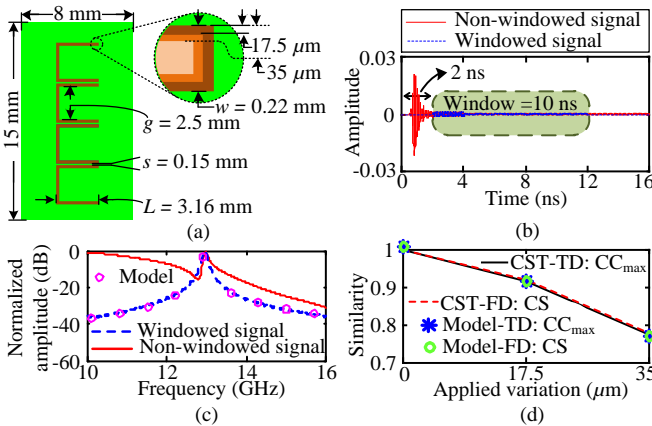 8 mm
(a)
17.5 µm
35 µm
w = 0.22 mm
15 mm
g = 2.5 mm
s = 0.15 mm
L = 3.16 mm
(a)
Non-windowed signal
Windowed signal
0.03
2 ns
Window =10 ns
0
-0.03
Amplitude
0 4 8 12 16
Time (ns)
(b)
0
-20
-40
-60
Normalized
amplitude (dB)
Model
Windowed signal
Non-windowed signal
10 12 14 16
Frequency (GHz)
(c)
1
0.9
0.8
0.7
Similarity
CST-TD: CCmax
CST-FD: CS
Model-TD: CCmax
Model-FD: CS
0 17.5 35
Applied variation (µm)
(d)